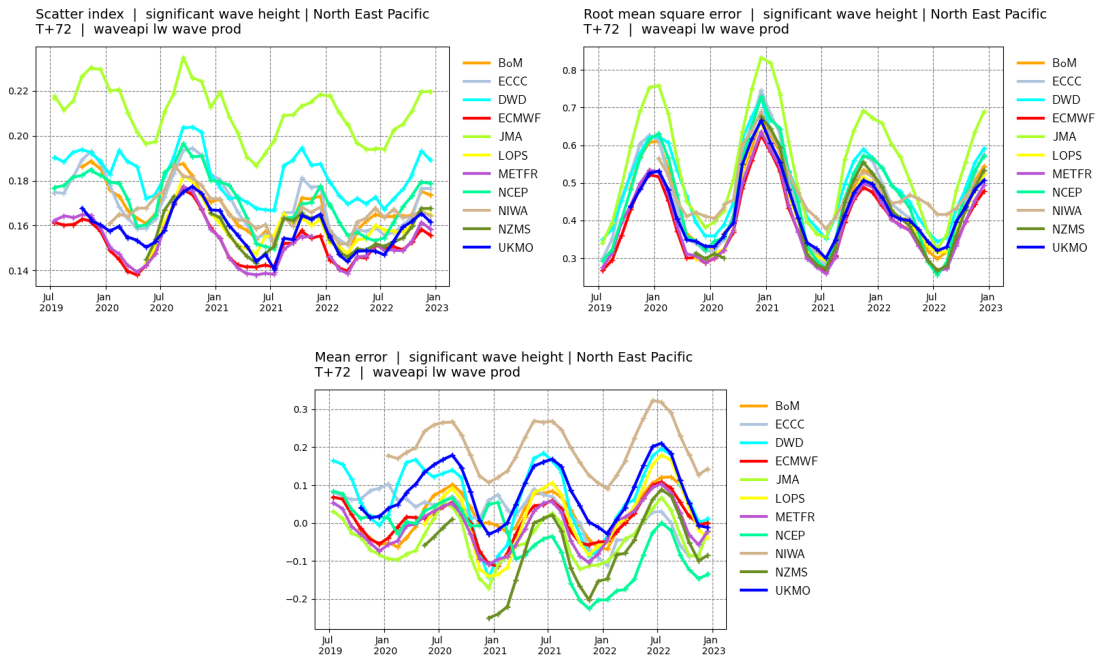 Scatter index | significant wave height | North East Pacific
T+72 | waveapi lw wave prod
0.22
0.20
0.18
0.16
0.14
Jul
2019
Jan
2020
Jul
2020
Jan
2021
Jul
2021
Jan
2022
Jul
2022
Jan
2023
BoM
ECCC
DWD
ECMWF
JMA
LOPS
METFR
NCEP
NIWA
NZMS
UKMO
Root mean square error | significant wave height | North East Pacific
T+72 | waveapi lw wave prod
0.8
0.7
0.6
0.5
0.4
0.3
Jul
2019
Jan
2020
Jul
2020
Jan
2021
Jul
2021
Jan
2022
Jul
2022
Jan
2023
BoM
ECCC
DWD
ECMWF
JMA
LOPS
METFR
NCEP
NIWA
NZMS
UKMO
Mean error | significant wave height | North East Pacific
T+72 | waveapi lw wave prod
0.3
0.2
0.1
0.0
−0.1
−0.2
Jul
2019
Jan
2020
Jul
2020
Jan
2021
Jul
2021
Jan
2022
Jul
2022
Jan
2023
BoM
ECCC
DWD
ECMWF
JMA
LOPS
METFR
NCEP
NIWA
NZMS
UKMO